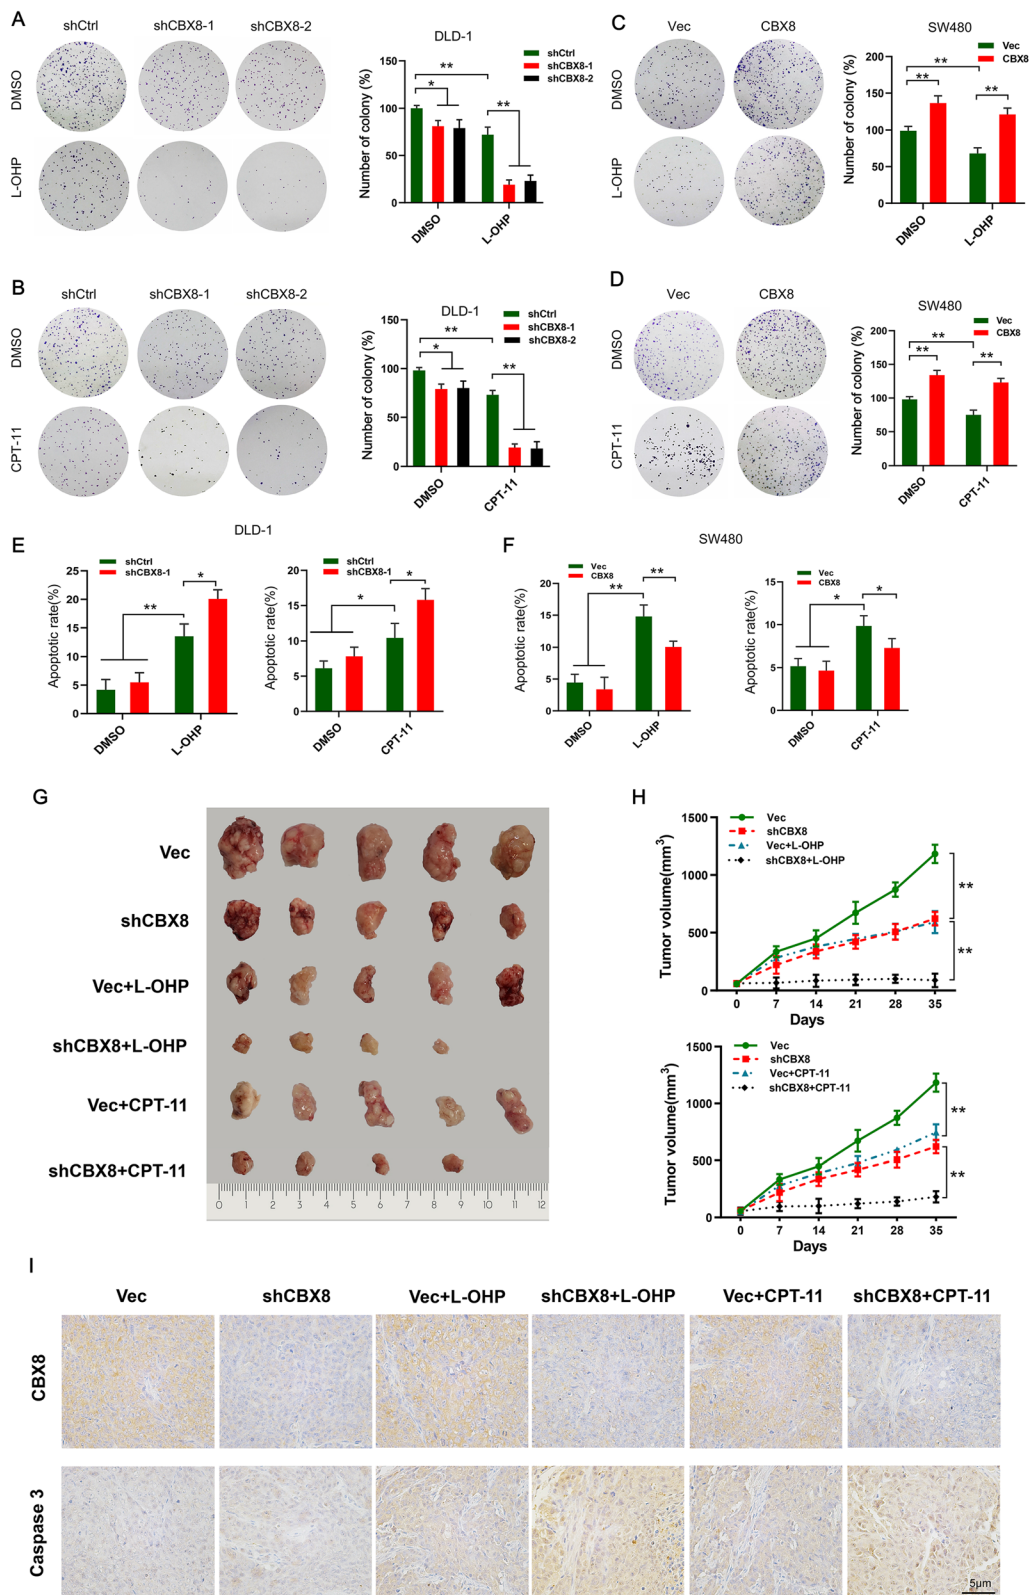 A
shCtrl shCBX8-1 shCBX8-2
DMSO
L-OHP
DLD-1
shCtrl
shCBX8-1
shCBX8-2
Number of colony (%)
150
100
50
0
** * **
DMSO L-OHP
C
Vec CBX8
DMSO
L-OHP
SW480
Vec
CBX8
Number of colony (%)
200
150
100
50
0
** ** **
DMSO L-OHP
B
shCtrl shCBX8-1 shCBX8-2
DMSO
CPT-11
DLD-1
shCtrl
shCBX8-1
shCBX8-2
Number of colony (%)
150
100
50
0
** * **
DMSO CPT-11
D
Vec CBX8
DMSO
CPT-11
SW480
Vec
CBX8
Number of colony (%)
200
150
100
50
0
** ** **
DMSO CPT-11
E
DLD-1
shCtrl
shCBX8-1
Apoptotic rate(%)
25
20
15
10
5
0
** *
DMSO L-OHP
shCtrl
shCBX8-1
Apoptotic rate(%)
20
15
10
5
0
* *
DMSO CPT-11
F
SW480
Vec
CBX8
Apoptotic rate(%)
20
15
10
5
0
** **
DMSO L-OHP
Vec
CBX8
Apoptotic rate(%)
15
10
5
0
* *
DMSO CPT-11
G
Vec
shCBX8
Vec+L-OHP
shCBX8+L-OHP
Vec+CPT-11
shCBX8+CPT-11
0 1 2 3 4 5 6 7 8 9 10 11 12
H
Vec
shCBX8
Vec+L-OHP
shCBX8+L-OHP
Tumor volume(mm3)
1500
1000
500
0
**
**
0 7 14 21 28 35
Days
Vec
shCBX8
Vec+CPT-11
shCBX8+CPT-11
Tumor volume(mm3)
1500
1000
500
0
**
**
0 7 14 21 28 35
Days
I
Vec shCBX8 Vec+L-OHP shCBX8+L-OHP Vec+CPT-11 shCBX8+CPT-11
CBX8
Caspase 3
5μm